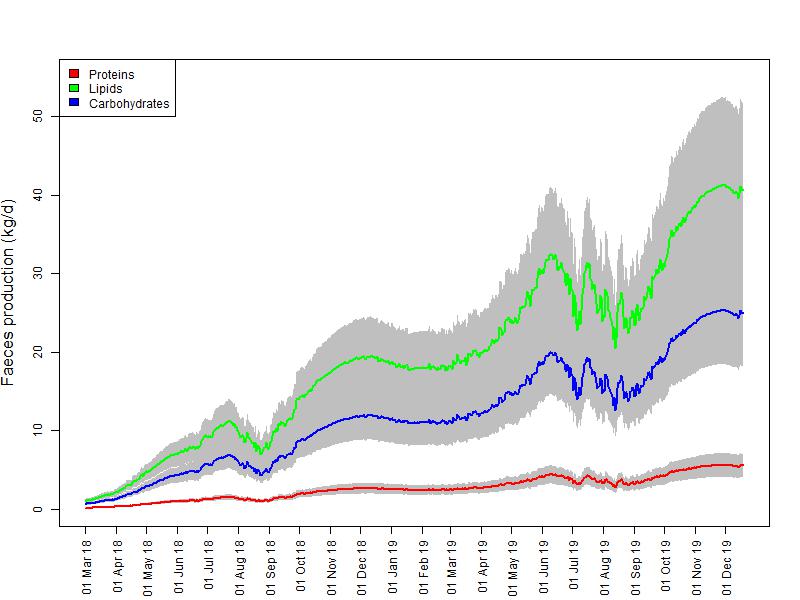 Proteins
Lipids
Carbohydrates
Faeces production (kg/d)
50
40
30
20
10
0
01 Mar 18
01 Apr 18
01 May 18
01 Jun 18
01 Jul 18
01 Aug 18
01 Sep 18
01 Oct 18
01 Nov 18
01 Dec 18
01 Jan 19
01 Feb 19
01 Mar 19
01 Apr 19
01 May 19
01 Jun 19
01 Jul 19
01 Aug 19
01 Sep 19
01 Oct 19
01 Nov 19
01 Dec 19